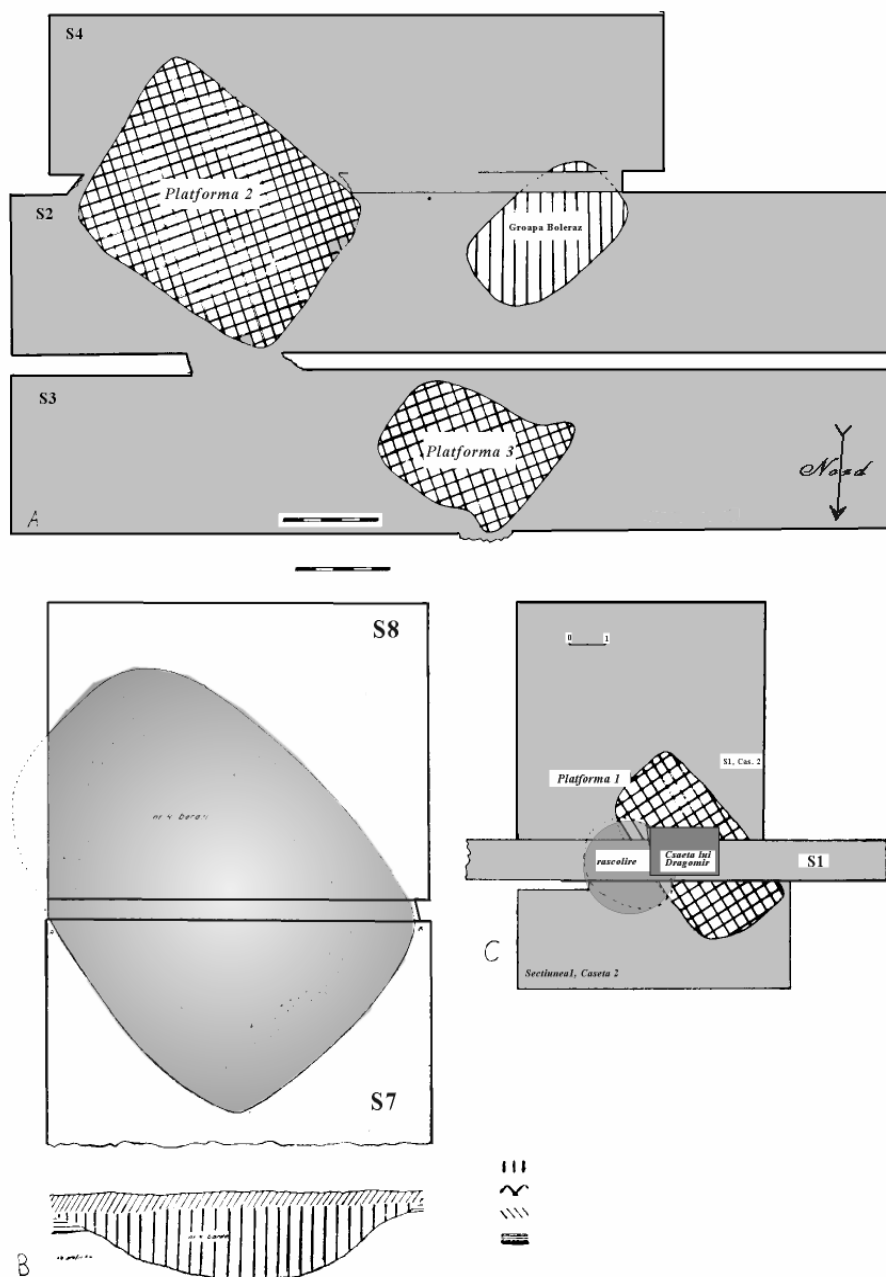 S4
Platforma 2
S2
Groapa Boleraz
S3
Platforma 3
Nord
A
S8
0 1
S1, Cas. 2
Platforma 1
rascolire
Csaeta lui
Dragomir
S1
C
Sectiunea1, Caseta 2
S7
B